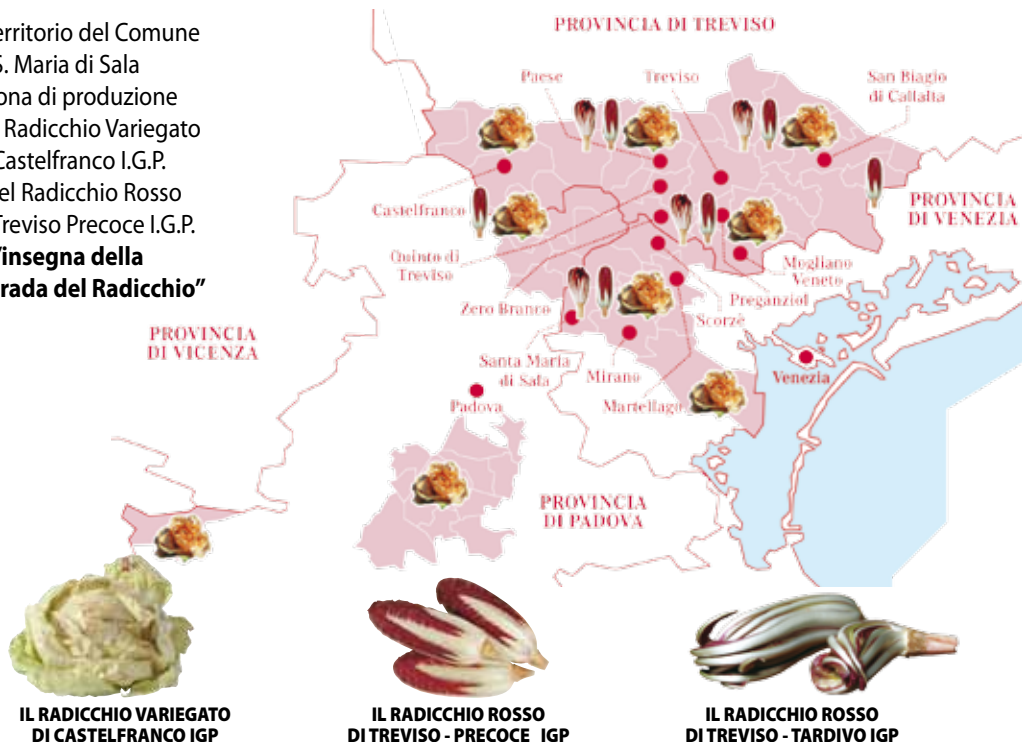 erritorio del Comune
S. Maria di Sala
ona di produzione
Radicchio Variegato
Castelfranco I.G.P.
el Radicchio Rosso
Treviso Precoce I.G.P.
'insegna della
rada del Radicchio”
PROVINCIA DI TREVISO
Paese
Treviso
San Biagio
di Callalta
Castelfranco
PROVINCIA
DI VENEZIA
Quinto di
Treviso
Mogliano
Veneto
Preganziol
Zero Branco
Scorzè
PROVINCIA
DI VICENZA
Santa Maria
di Sala
Mirano
Martellago
Venezia
Padova
PROVINCIA
DI PADOVA
IL RADICCHIO VARIEGATO
DI CASTELFRANCO IGP
IL RADICCHIO ROSSO
DI TREVISO - PRECOCE IGP
IL RADICCHIO ROSSO
DI TREVISO - TARDIVO IGP